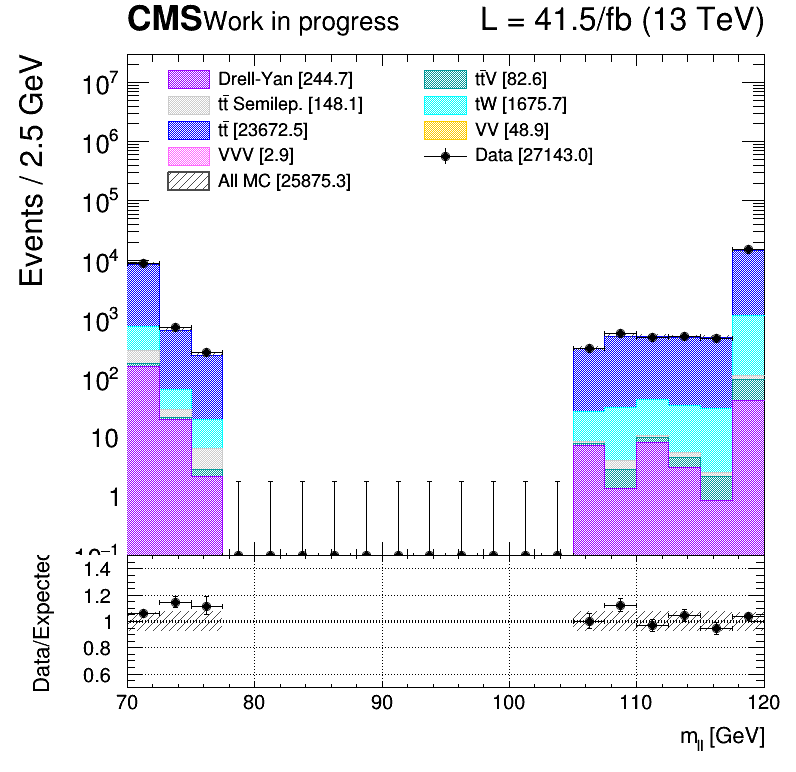 CMS Work in progress L = 41.5/fb (13 TeV)
Events / 2.5 GeV
Drell-Yan [244.7]
tt̄ Semilep. [148.1]
tt̄ [23672.5]
VVV [2.9]
All MC [25875.3]
tt̄V [82.6]
tW [1675.7]
VV [48.9]
Data [27143.0]
10⁷
10⁶
10⁵
10⁴
10³
10²
10
1
10⁻¹
Data/Expected
1.4
1.2
1
0.8
0.6
70 80 90 100 110 120
m_ll [GeV]